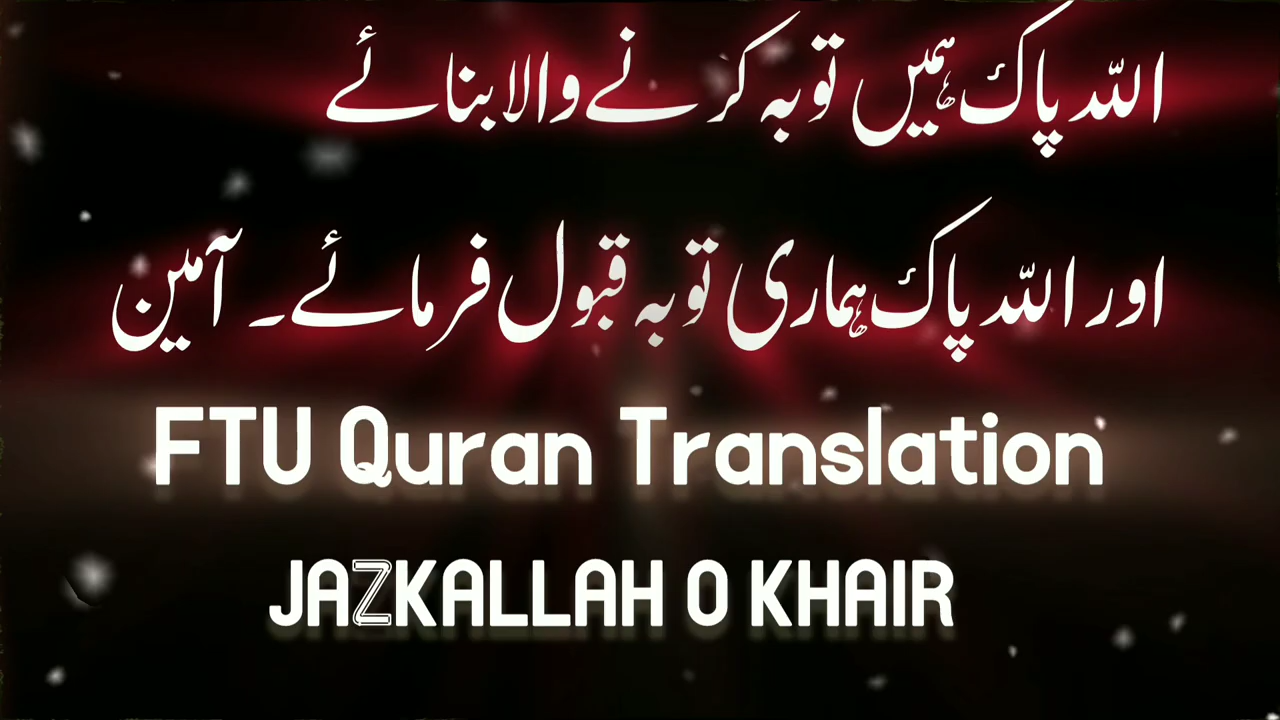 اللہ پاک ہمیں توبہ کرنے والا بنائے
اور اللہ پاک ہماری توبہ قبول فرمائے۔ آمین
FTU Quran Translation
JAZKALLAH O KHAIR